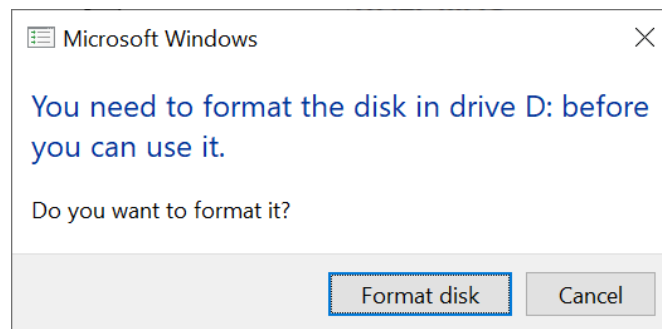 Microsoft Windows
You need to format the disk in drive D: before
you can use it.
Do you want to format it?
Format disk
Cancel